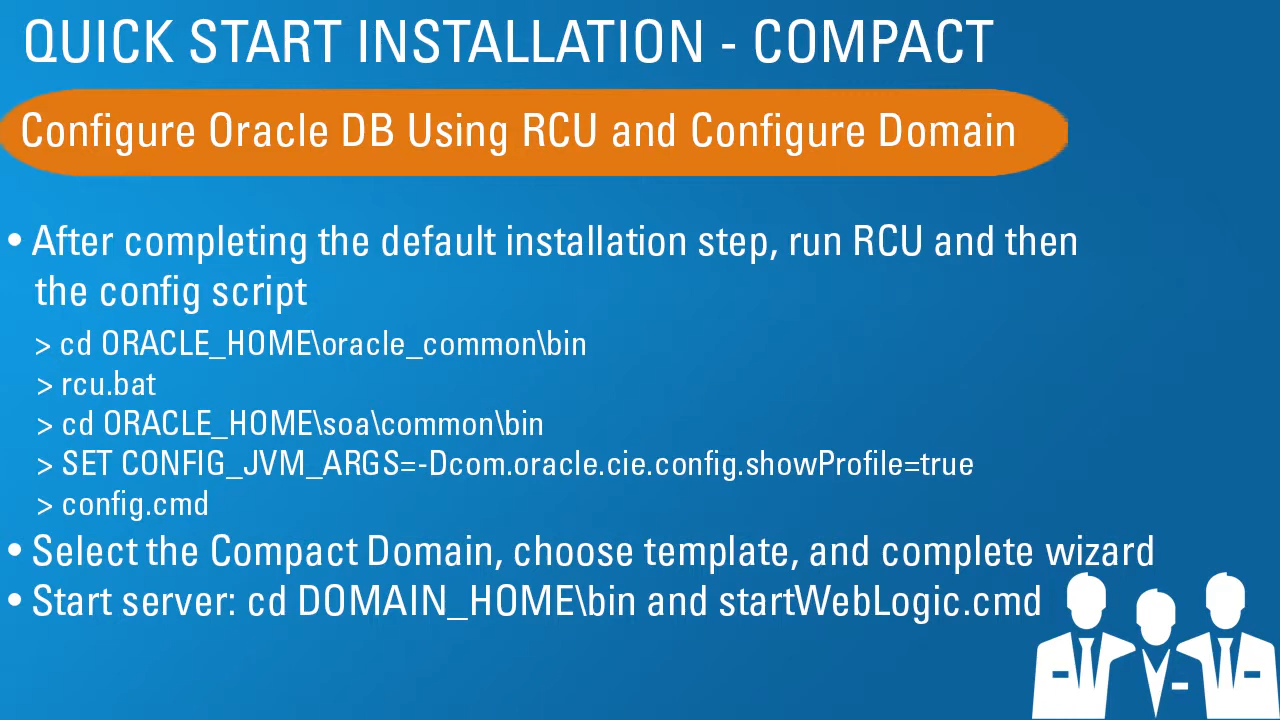 QUICK START INSTALLATION - COMPACT
Configure Oracle DB Using RCU and Configure Domain
• After completing the default installation step, run RCU and then
the config script
> cd ORACLE_HOME\oracle_common\bin
> rcu.bat
> cd ORACLE_HOME\soa\common\bin
> SET CONFIG_JVM_ARGS=-Dcom.oracle.cie.config.showProfile=true
> config.cmd
• Select the Compact Domain, choose template, and complete wizard
• Start server: cd DOMAIN_HOME\bin and startWebLogic.cmd